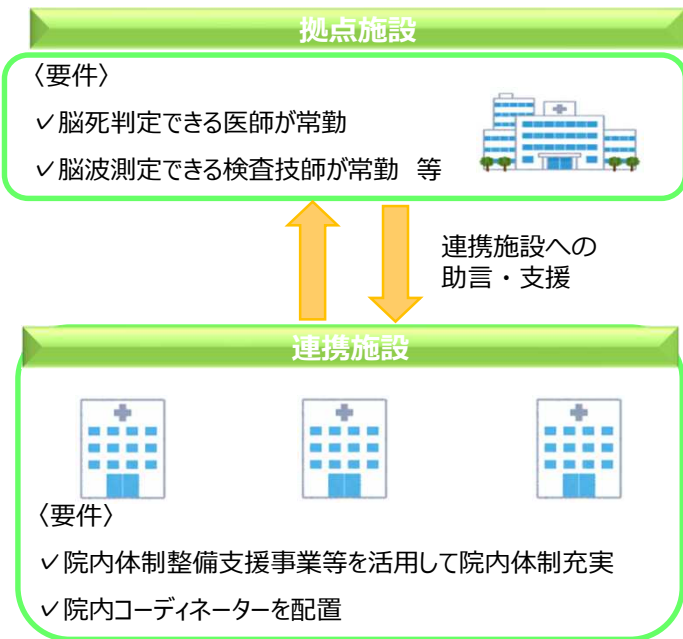 拠点施設
〈要件〉
✓脳死判定できる医師が常勤
✓脳波測定できる検査技師が常勤 等
連携施設への
助言・支援
連携施設
〈要件〉
✓院内体制整備支援事業等を活用して院内体制充実
✓院内コーディネーターを配置